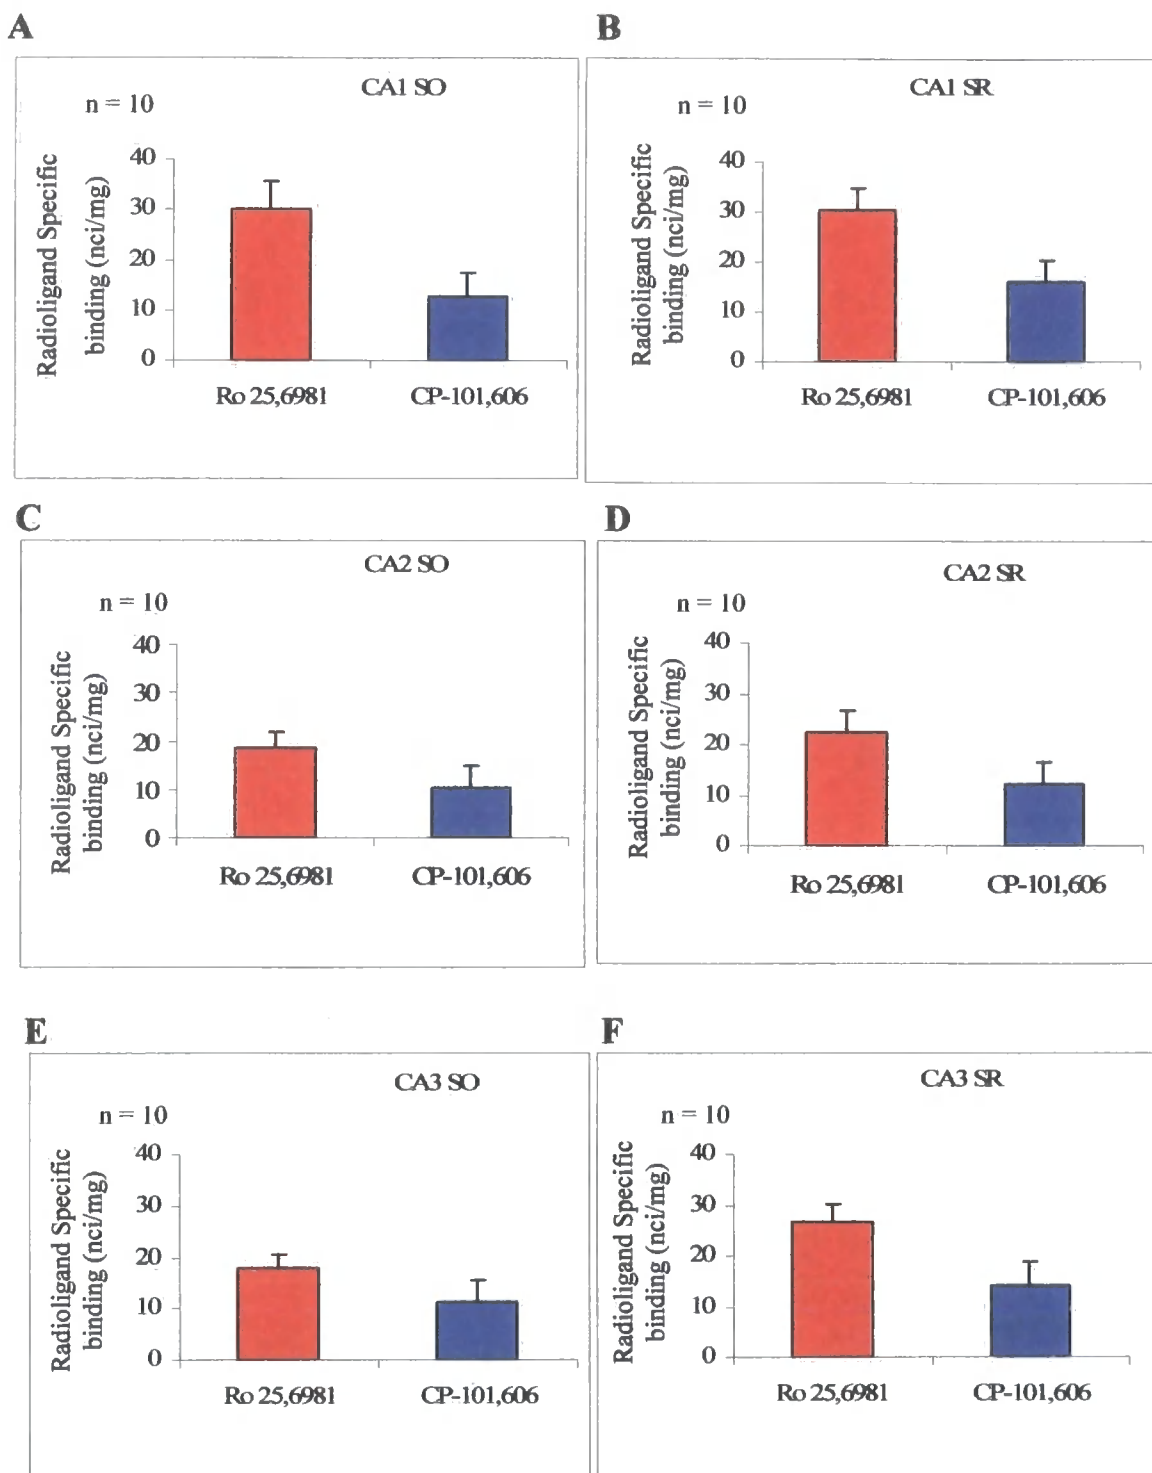 A
CA1 SO
n = 10
Radioligand Specific
binding (nci/mg)
40
30
20
10
0
Ro 25,6981
CP-101,606
B
CA1 SR
n = 10
Radioligand Specific
binding (nci/mg)
40
30
20
10
0
Ro 25,6981
CP-101,606
C
CA2 SO
n = 10
Radioligand Specific
binding (nci/mg)
40
30
20
10
0
Ro 25,6981
CP-101,606
D
CA2 SR
n = 10
Radioligand Specific
binding (nci/mg)
40
30
20
10
0
Ro 25,6981
CP-101,606
E
CA3 SO
n = 10
Radioligand Specific
binding (nci/mg)
40
30
20
10
0
Ro 25,6981
CP-101,606
F
CA3 SR
n = 10
Radioligand Specific
binding (nci/mg)
40
30
20
10
0
Ro 25,6981
CP-101,606